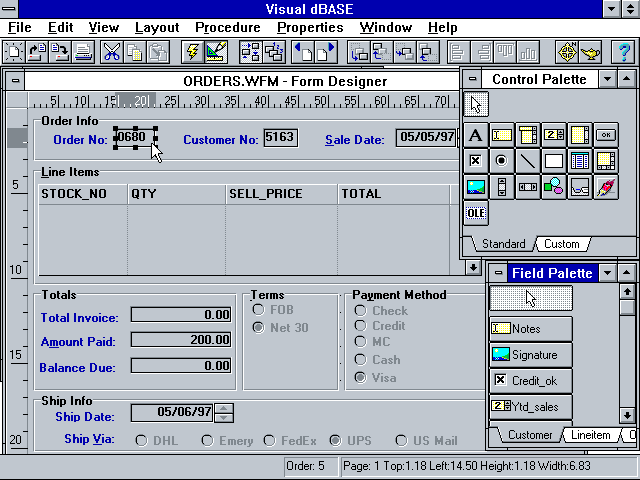 Visual dBASE
File Edit View Layout Procedure Properties Window Help
ORDERS.WFM - Form Designer
5 10 15 20 25 30 35 40 45 50 55 60 65 70
5
10
15
20
Order Info
Order No: 0680 Customer No: 5163 Sale Date: 05/05/97
Line Items
STOCK_NO QTY SELL_PRICE TOTAL
Totals
Total Invoice: 0.00
Amount Paid: 200.00
Balance Due: 0.00
Terms
FOB
Net 30
Payment Method
Check
Credit
MC
Cash
Visa
Ship Info
Ship Date: 05/06/97
Ship Via: DHL Emery FedEx UPS US Mail
Control Palette
A
2
OK
OLE
Standard Custom
Field Palette
Notes
Signature
Credit_ok
2 Ytd_sales
Customer Lineitem O
Order: 5 Page: 1 Top:1.18 Left:14.50 Height:1.18 Width:6.83